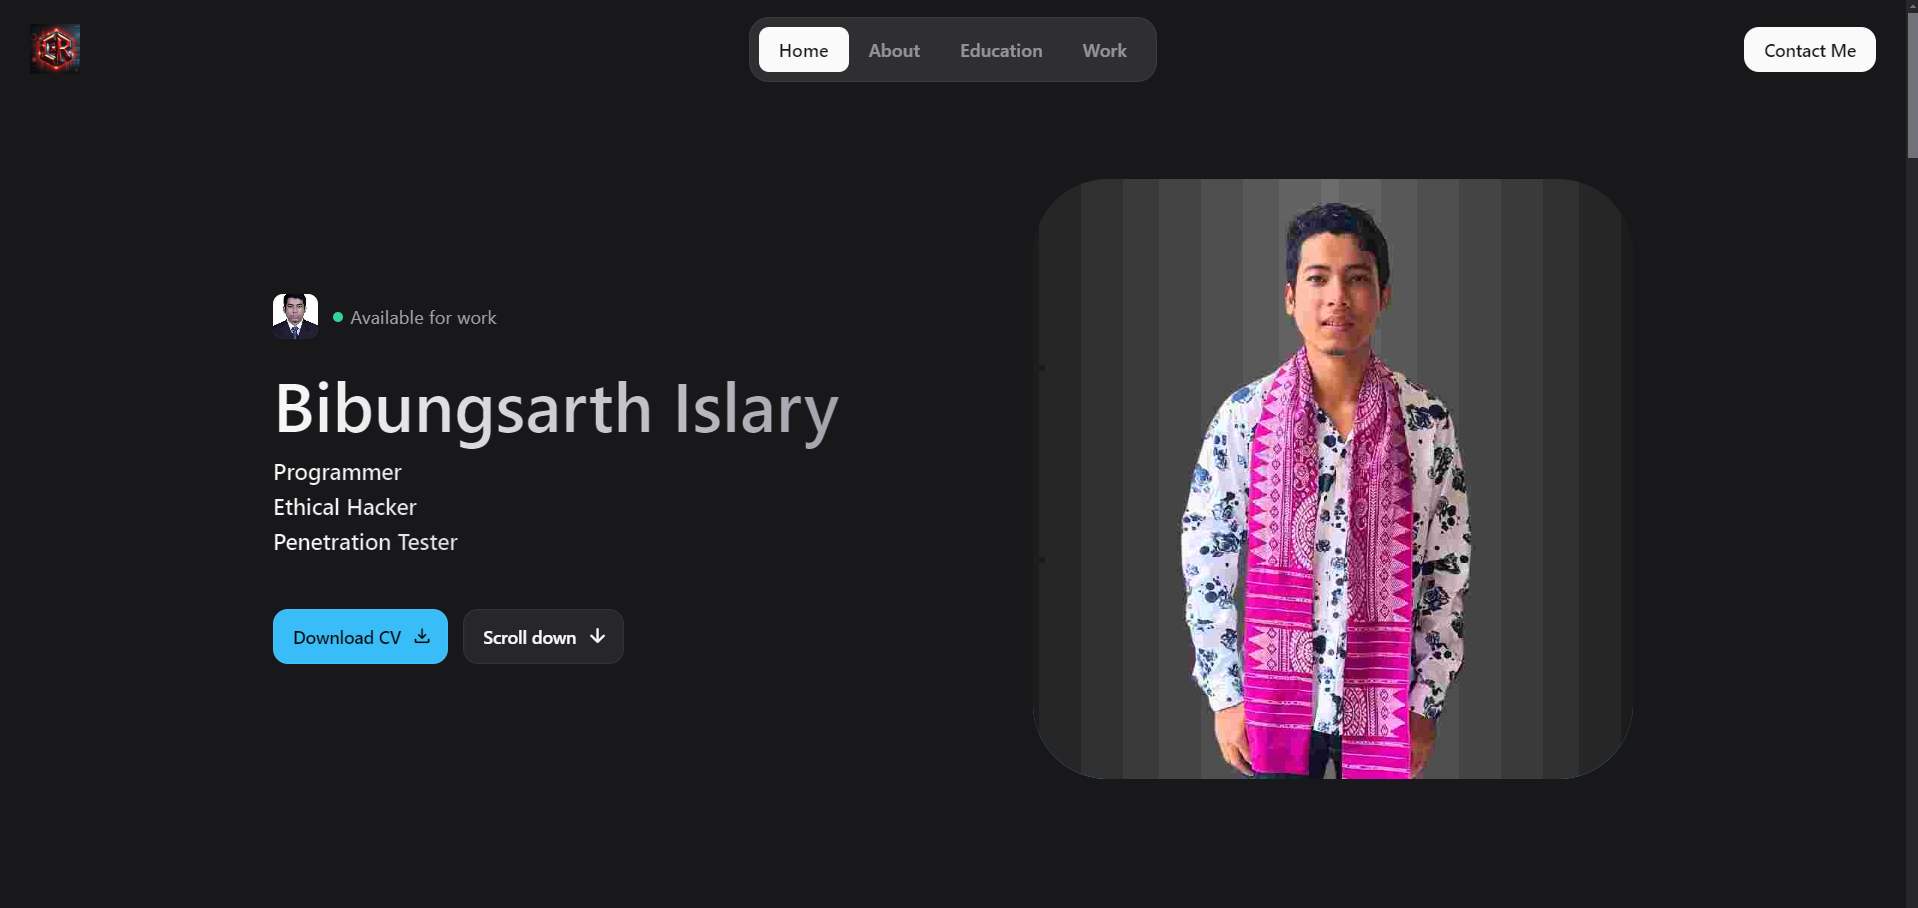 Home
About
Education
Work
Contact Me
Available for work
Bibungsarth Islary
Programmer
Ethical Hacker
Penetration Tester
Download CV
Scroll down